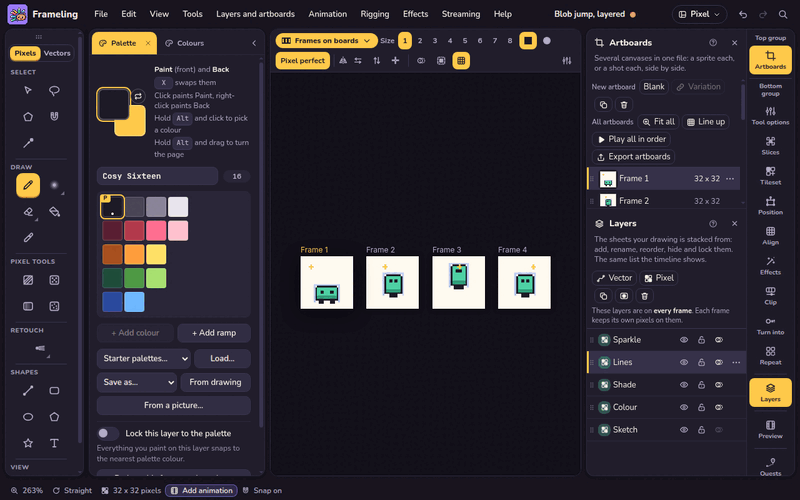 Frameling
File Edit View Tools Layers and artboards Animation Rigging Effects Streaming Help
Blob jump, layered
Pixel
Pixels Vectors
SELECT
DRAW
PIXEL TOOLS
RETOUCH
SHAPES
VIEW
Palette
Colours
Paint (front) and Back
X swaps them
Click paints Paint, right-
click paints Back
Hold Alt and click to pick
a colour
Hold Alt and drag to turn
the page
Cosy Sixteen 16
P
+ Add colour + Add ramp
Starter palettes... Load...
Save as... From drawing
From a picture...
Lock this layer to the palette
Everything you paint on this layer snaps to
the nearest palette colour.
Frames on boards Size 1 2 3 4 5 6 7 8
Pixel perfect
Frame 1 Frame 2 Frame 3 Frame 4
Artboards
Several canvases in one file: a sprite each,
or a shot each, side by side.
New artboard Blank Variation
All artboards Fit all Line up
Play all in order
Export artboards
Frame 1 32 x 32
Frame 2 32 x 32
Layers
The sheets your drawing is stacked from:
add, rename, reorder, hide and lock them.
The same list the timeline shows.
Vector Pixel
These layers are on every frame. Each frame
keeps its own pixels on them.
Sparkle
Lines
Shade
Colour
Sketch
Top group
Artboards
Bottom
group
Tool options
Slices
Tileset
Position
Align
Effects
Clip
Turn into
Repeat
Layers
Preview
Quests
263% Straight 32 x 32 pixels Add animation Snap on